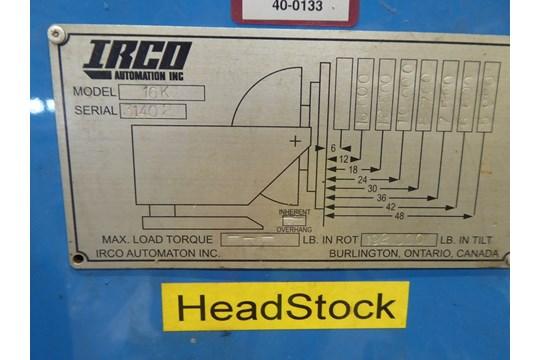 40-0133
IRCO
AUTOMATION INC
MODEL 16K
SERIAL
6
12
18
24
30
36
42
48
INHERENT
OVERHANG
MAX. LOAD TORQUE --- LB. IN ROT LB. IN TILT
IRCO AUTOMATON INC. BURLINGTON, ONTARIO, CANADA
HeadStock